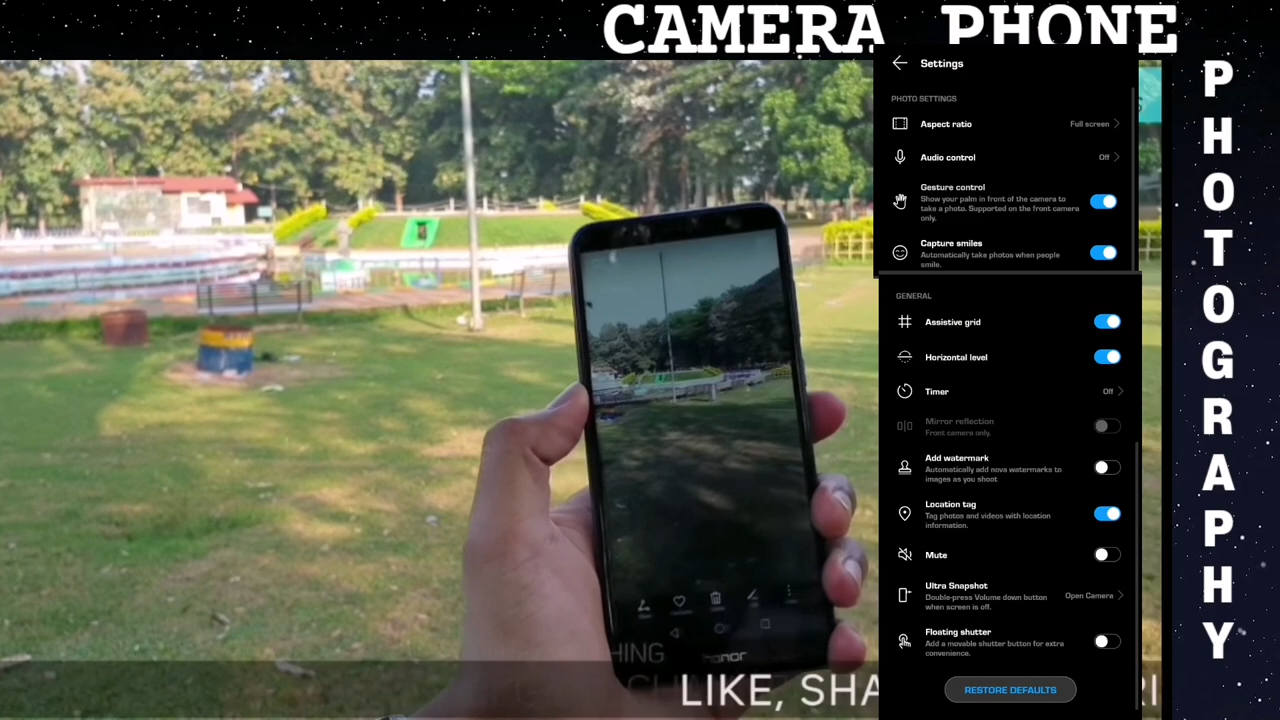 CAMERA PHONE
PHOTOGRAPHY
Settings
PHOTO SETTINGS
Aspect ratio
Full screen
Audio control
Off
Gesture control
Show your palm in front of the camera to
take a photo. Supported on the front camera
only.
Capture smiles
Automatically take photos when people
smile.
GENERAL
Assistive grid
Horizontal level
Timer
Off
Mirror reflection
Front camera only.
Add watermark
Automatically add nova watermarks to
images as you shoot
Location tag
Tag photos and videos with location
information.
Mute
Ultra Snapshot
Double-press Volume down button
when screen is off.
Open Camera
Floating shutter
Add a movable shutter button for extra
convenience.
RESTORE DEFAULTS
honor
LIKE, SHA